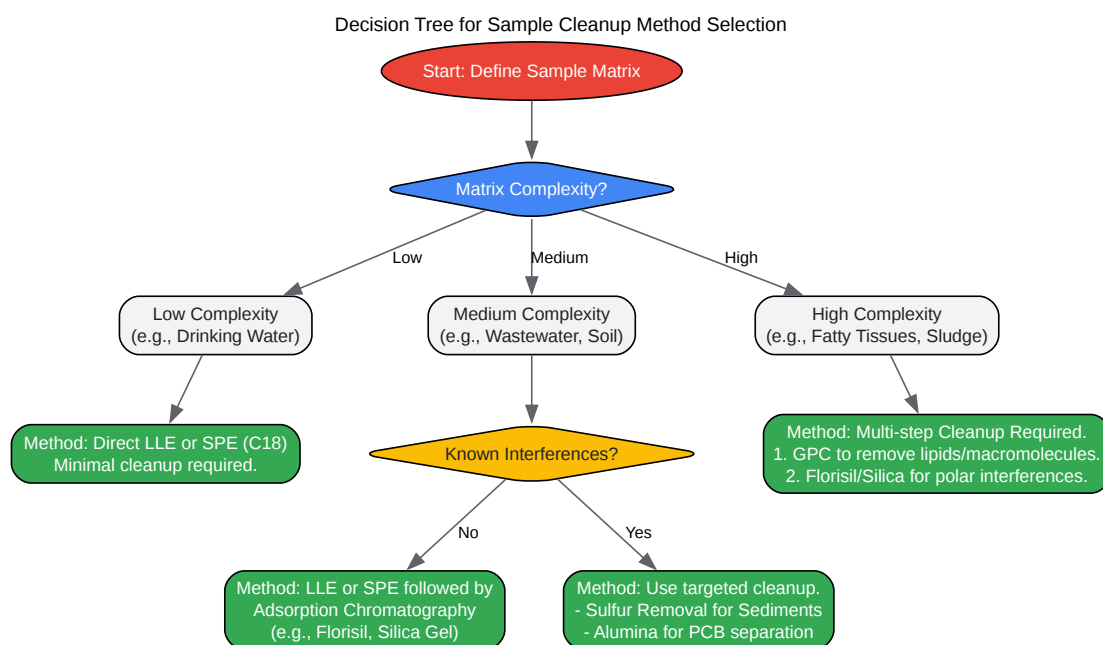 Decision Tree for Sample Cleanup Method Selection
Start: Define Sample Matrix
Matrix Complexity?
Low
Medium
High
Low Complexity
(e.g., Drinking Water)
Medium Complexity
(e.g., Wastewater, Soil)
High Complexity
(e.g., Fatty Tissues, Sludge)
Method: Direct LLE or SPE (C18)
Minimal cleanup required.
Known Interferences?
Method: Multi-step Cleanup Required.
1. GPC to remove lipids/macromolecules.
2. Florisil/Silica for polar interferences.
No
Yes
Method: LLE or SPE followed by
Adsorption Chromatography
(e.g., Florisil, Silica Gel)
Method: Use targeted cleanup.
- Sulfur Removal for Sediments
- Alumina for PCB separation